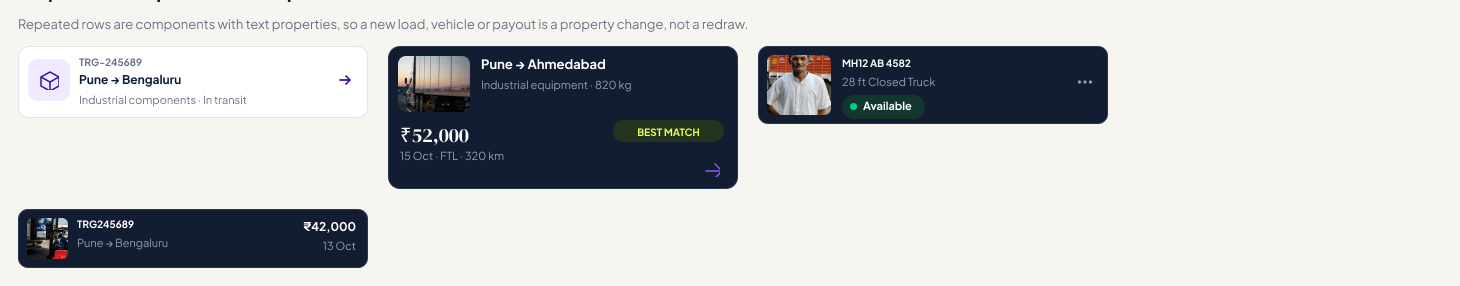 Repeated rows are components with text properties, so a new load, vehicle or payout is a property change, not a redraw.
TRG-245689
Pune → Bengaluru
Industrial components · In transit
Pune → Ahmedabad
Industrial equipment · 820 kg
₹52,000
BEST MATCH
15 Oct · FTL · 320 km
MH12 AB 4582
28 ft Closed Truck
Available
TRG245689
₹42,000
Pune → Bengaluru
13 Oct